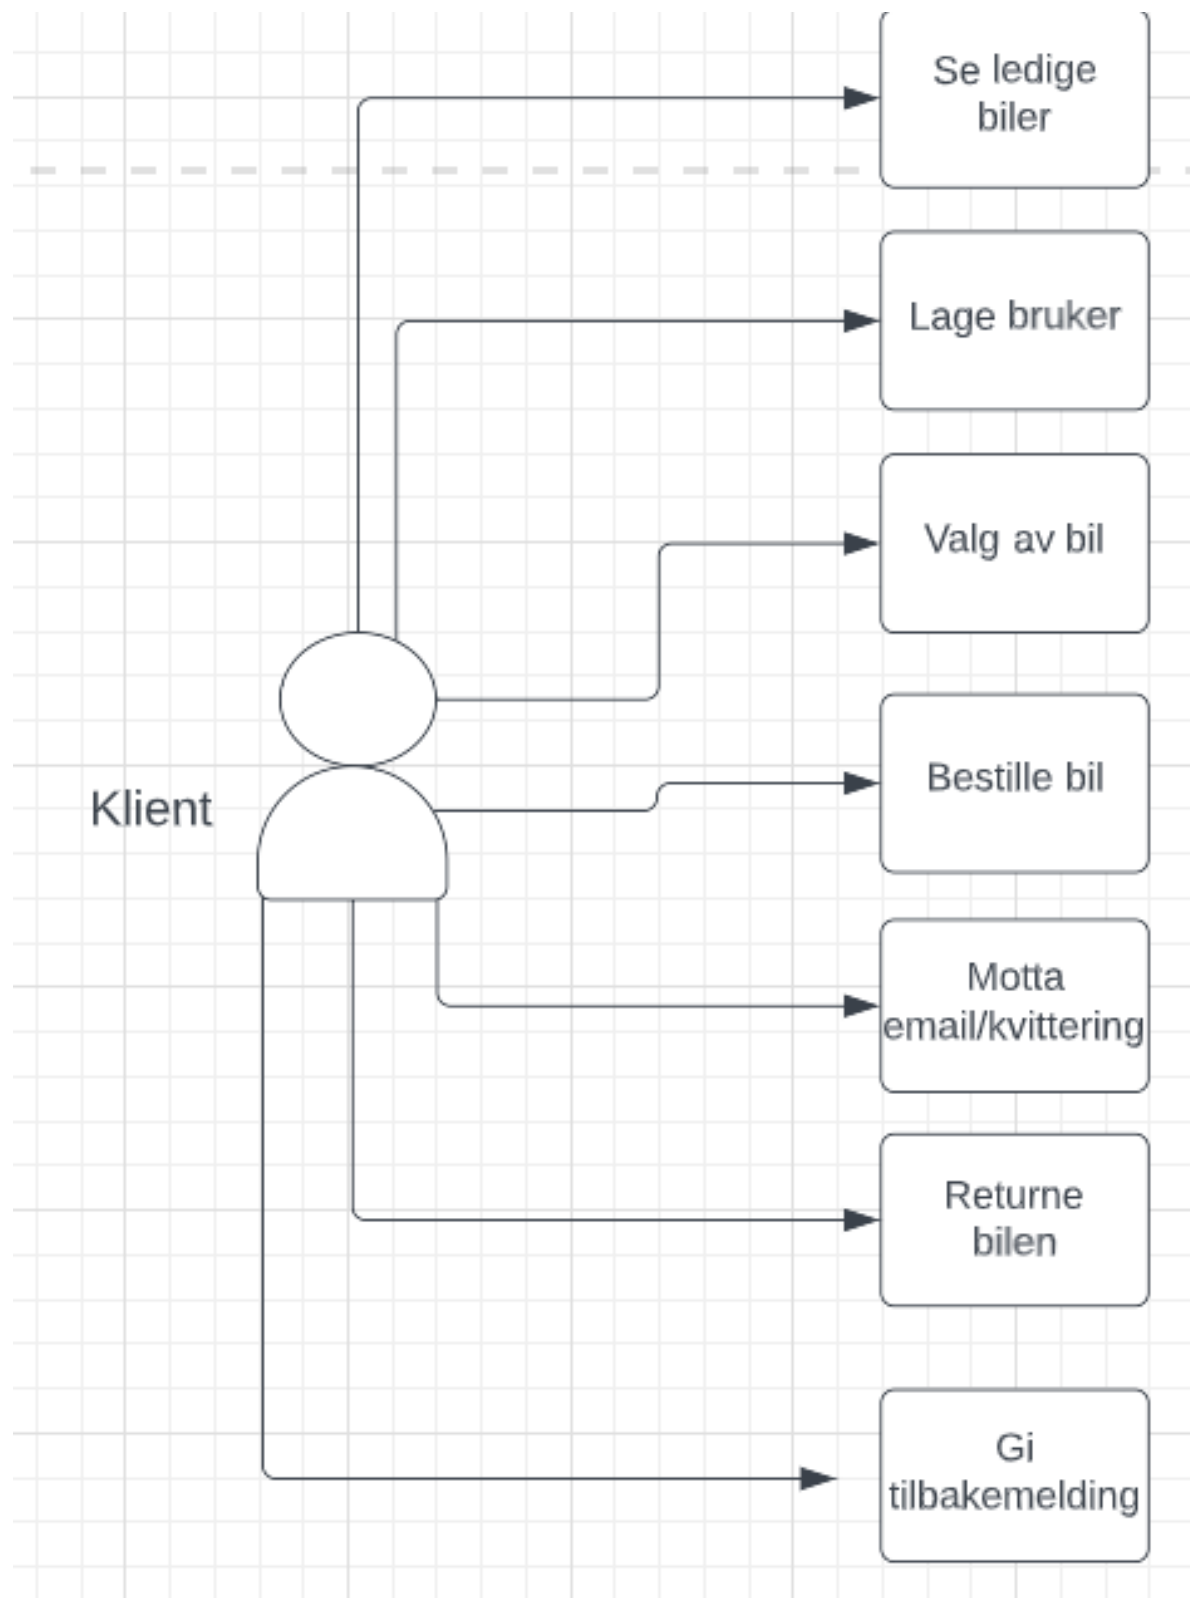 Se ledige
biler
Lage bruker
Valg av bil
Bestille bil
Klient
Motta
email/kvittering
Returne
bilen
Gi
tilbakemelding